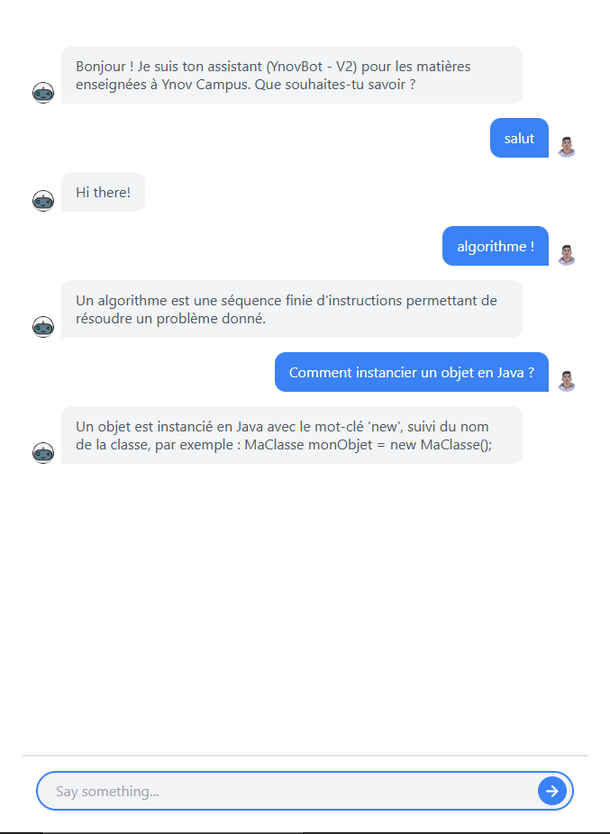 Bonjour ! Je suis ton assistant (YnovBot - V2) pour les matières
enseignées à Ynov Campus. Que souhaites-tu savoir ?
salut
Hi there!
algorithme !
Un algorithme est une séquence finie d'instructions permettant de
résoudre un problème donné.
Comment instancier un objet en Java ?
Un objet est instancié en Java avec le mot-clé 'new', suivi du nom
de la classe, par exemple : MaClasse monObjet = new MaClasse();
Say something...